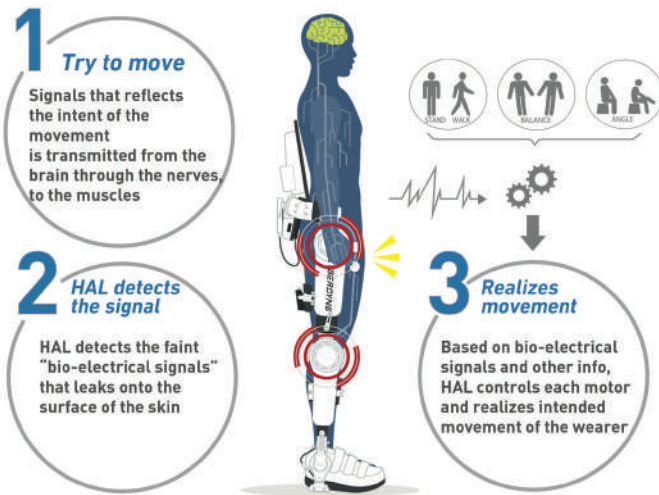 1 Try to move
Signals that reflects
the intent of the
movement
is transmitted from the
brain through the nerves,
to the muscles
2 HAL detects
the signal
HAL detects the faint
“bio-electrical signals“
that leaks onto the
surface of the skin
STAND WALK
BALANCE
ANGLE
3 Realizes
movement
Based on bio-electrical
signals and other info,
HAL controls each motor
and realizes intended
movement of the wearer